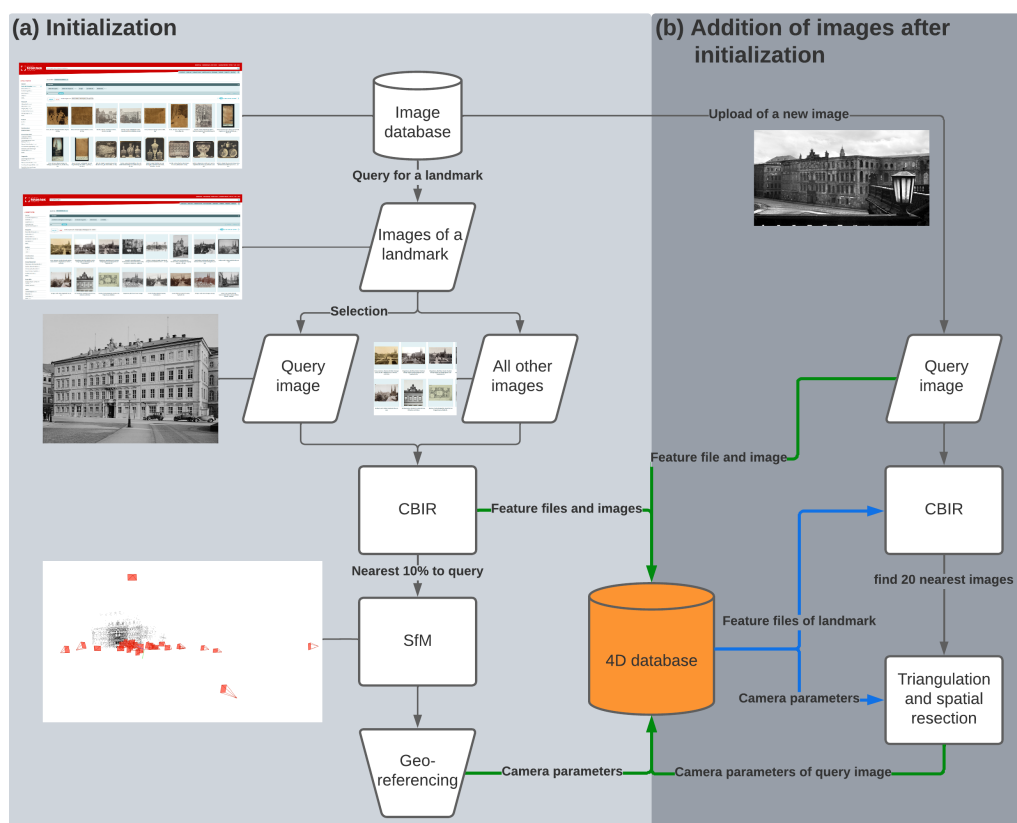 (a) Initialization
(b) Addition of images after
initialization
Image
database
Upload of a new image
Query for a landmark
Images of a
landmark
Selection
Query
image
All other
images
Query
image
Feature file and image
CBIR
Feature files and images
CBIR
Nearest 10% to query
find 20 nearest images
SfM
4D database
Feature files of landmark
Camera parameters
Triangulation
and spatial
resection
Geo-
referencing
Camera parameters
Camera parameters of query image